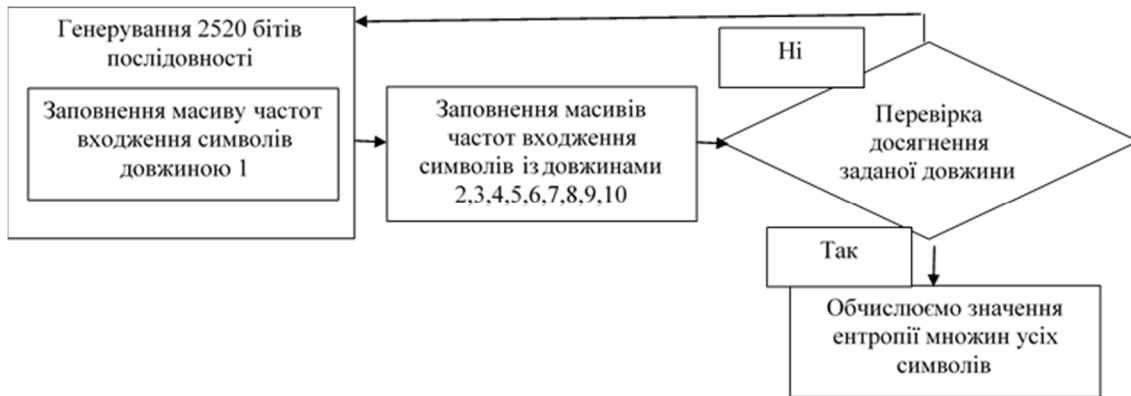 Генерування 2520 бітів
послідовності
Заповнення масиву частот
входження символів
довжиною 1
Заповнення масивів
частот входження
символів із довжинами
2,3,4,5,6,7,8,9,10
Ні
Перевірка
досягнення
заданої довжини
Так
Обчислюємо значення
ентропії множин усіх
символів